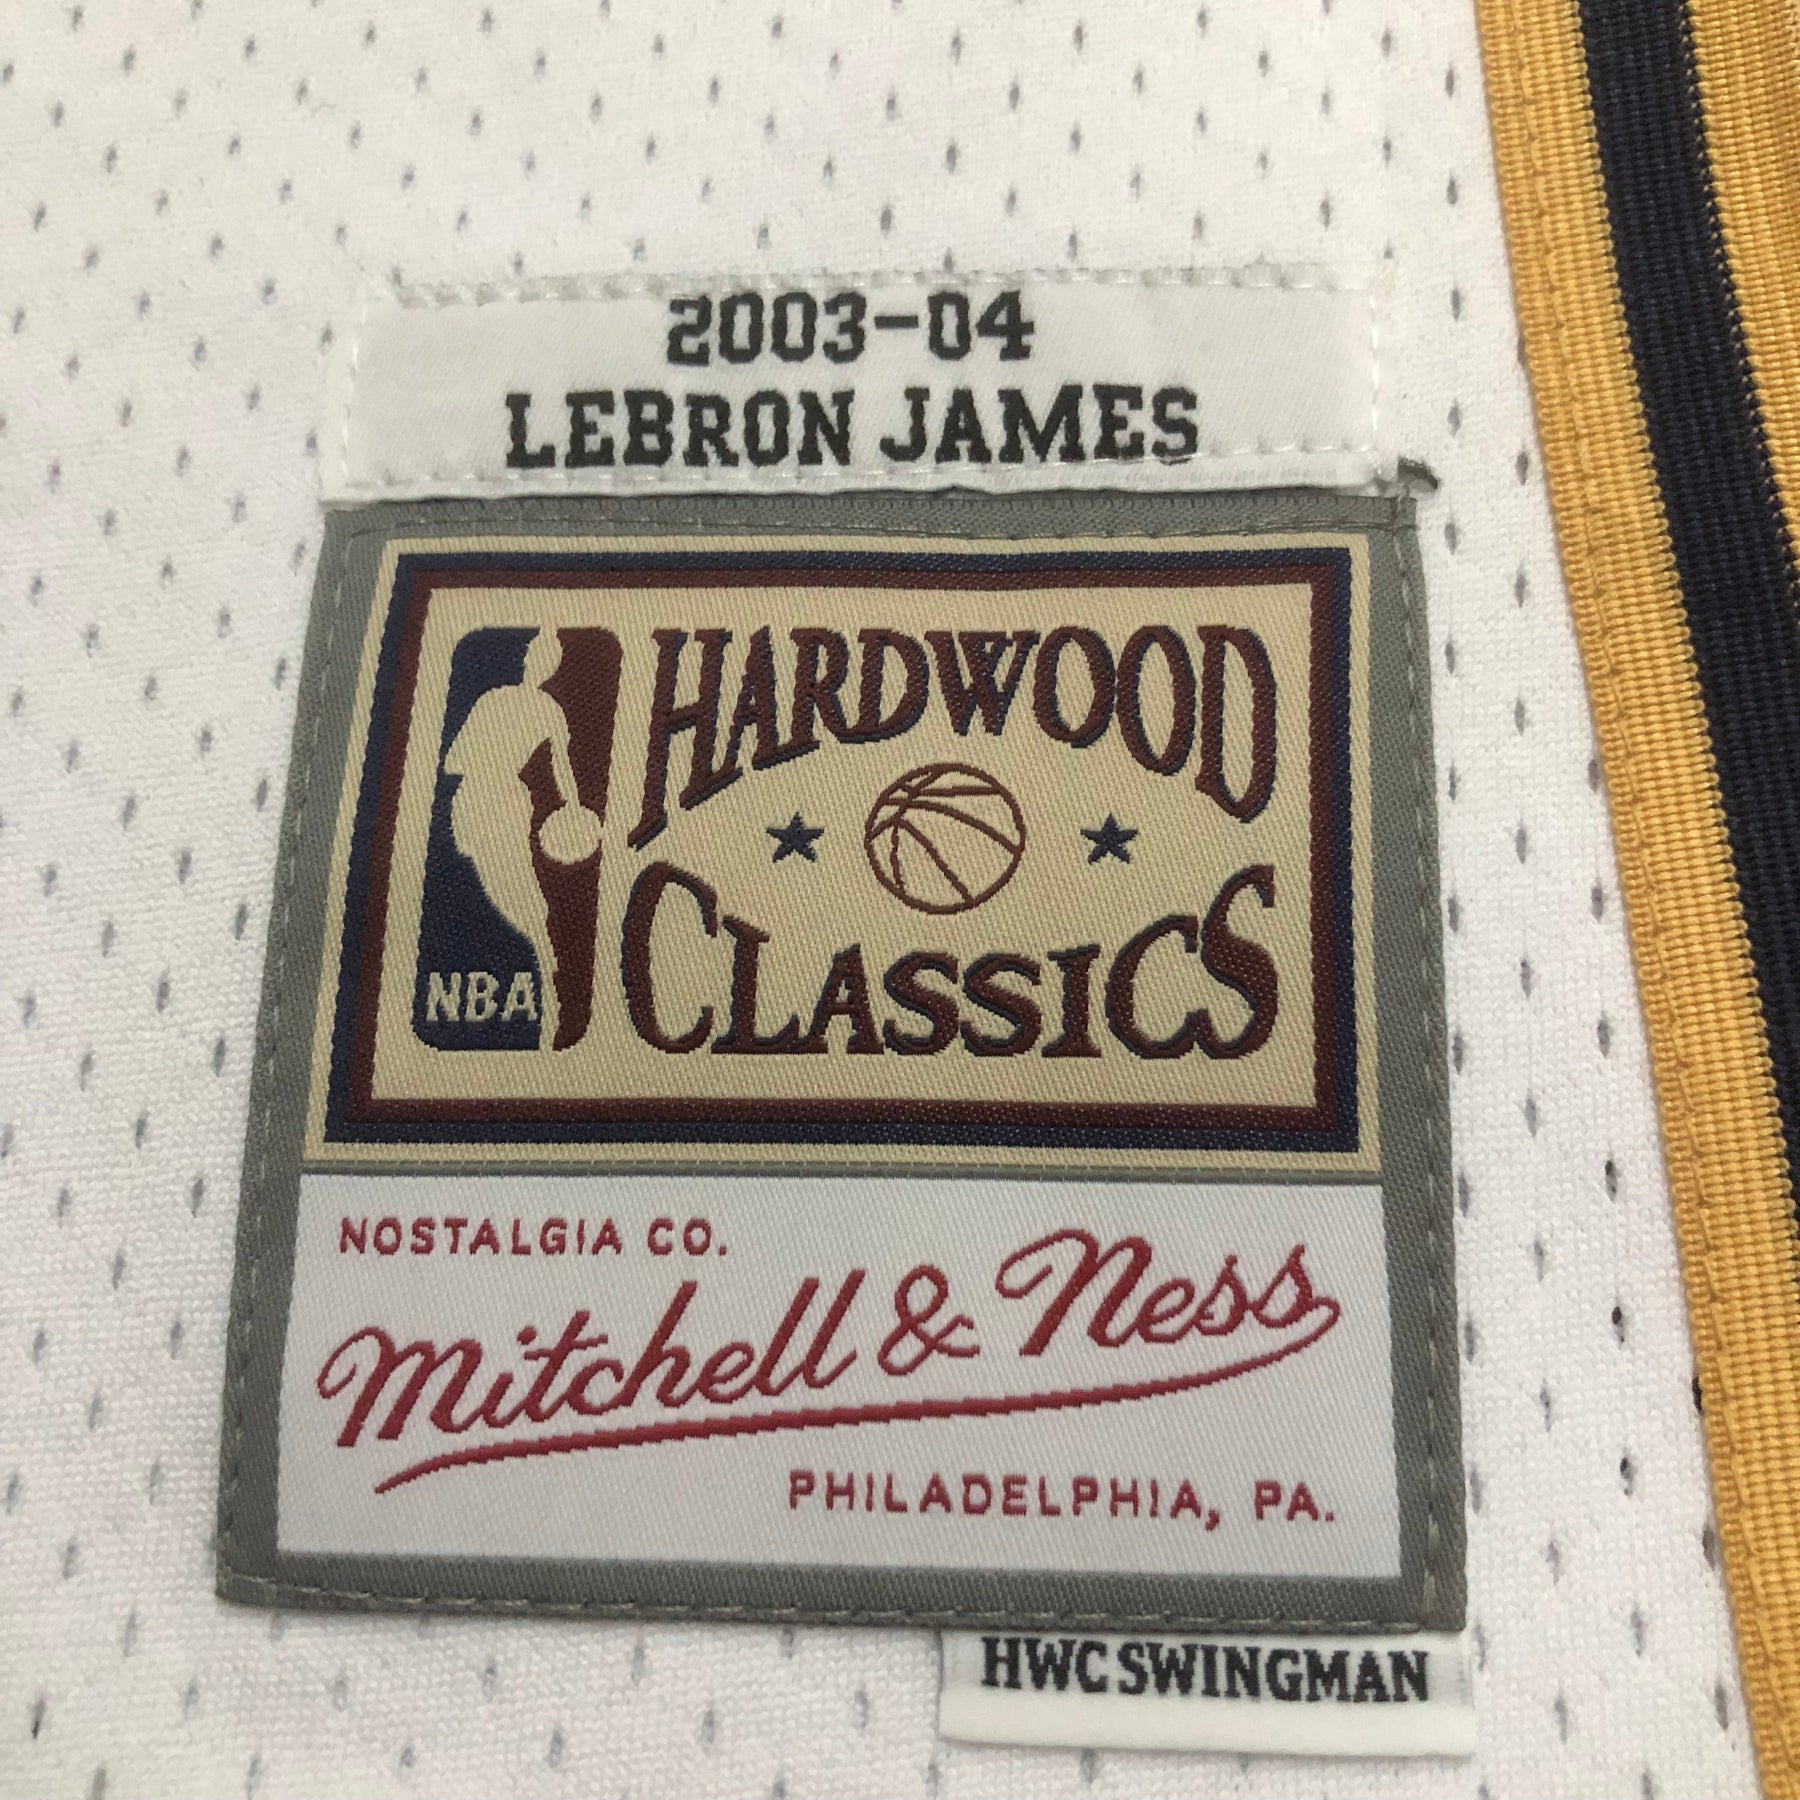 2003-04
LEBRON JAMES
HARDWOOD
CLASSICS
NBA
NOSTALGIA CO.
Mitchell & Ness
PHILADELPHIA, PA.
HWC SWINGMAN